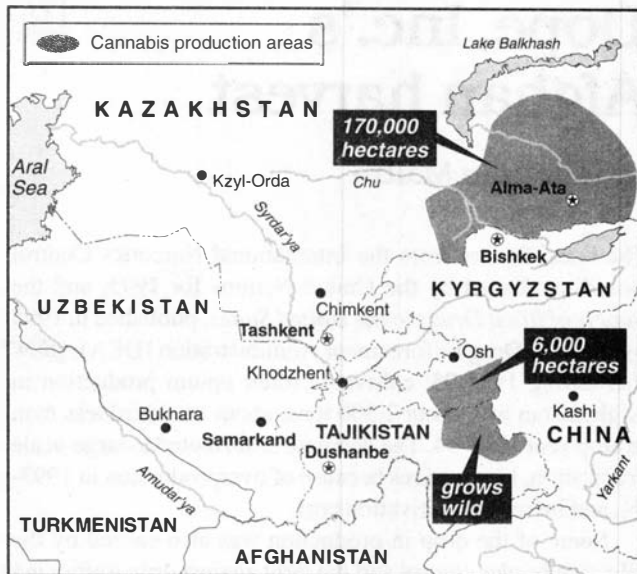 Cannabis production areas
Lake Balkhash
KAZAKHSTAN
170,000
hectares
Aral
Sea
Kzyl-Orda
Chu
Alma-Ata
Syrdar'ya
Bishkek
KYRGYZSTAN
UZBEKISTAN
Chimkent
Tashkent
Osh
6,000
hectares
Khodzhent
Kashi
Bukhara
Samarkand
TAJIKISTAN
CHINA
Dushanbe
Yarkant
Amudar'ya
grows
wild
TURKMENISTAN
AFGHANISTAN